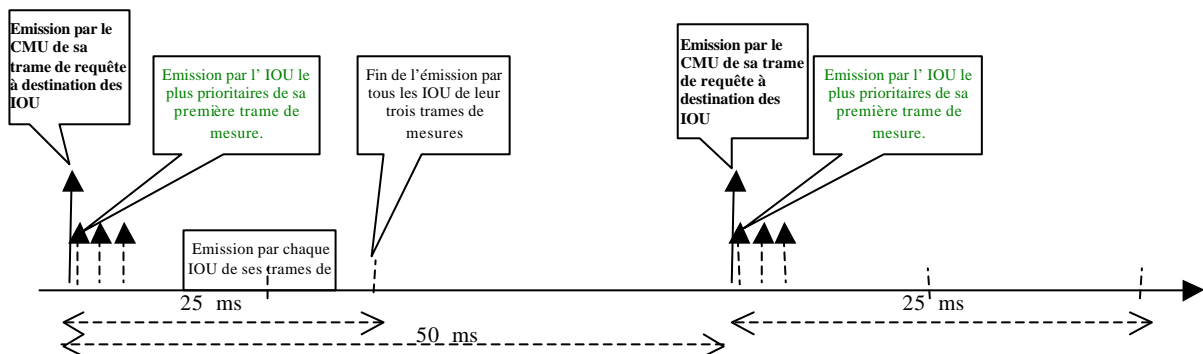 Emission par le
CMU de sa
trame de requête
à destination des
IOU
Emission par l' IOU le
plus prioritaires de sa
première trame de
mesure.
Fin de l'émission par
tous les IOU de leur
trois trames de
mesures
Emission par chaque
IOU de ses trames de
Emission par le
CMU de sa trame
de requête à
destination des
IOU
Emission par l' IOU le
plus prioritaires de sa
première trame de
mesure.
25 ms
50 ms
25 ms